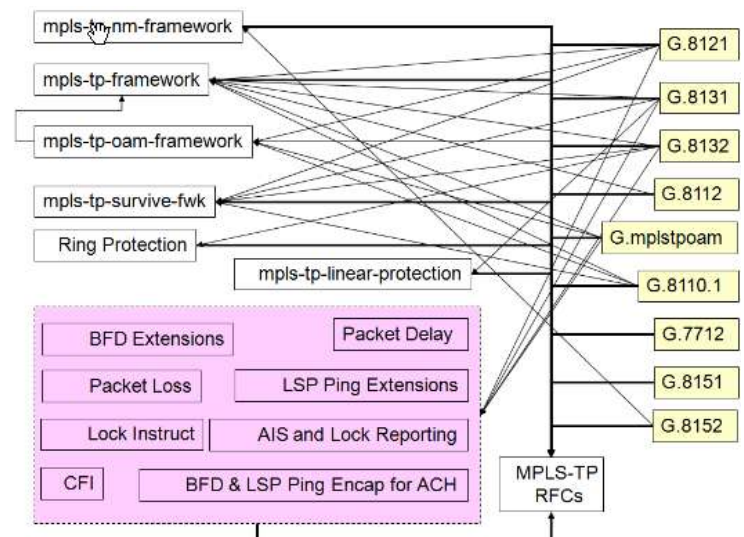 mpls-tp-nm-framework
G.8121
mpls-tp-framework
G.8131
mpls-tp-oam-framework
G.8132
mpls-tp-survive-fwk
G.8112
Ring Protection
G.mplstpoam
mpls-tp-linear-protection
G.8110.1
BFD Extensions
Packet Delay
G.7712
Packet Loss
LSP Ping Extensions
G.8151
Lock Instruct
AIS and Lock Reporting
G.8152
CFI
BFD & LSP Ping Encap for ACH
MPLS-TP
RFCs